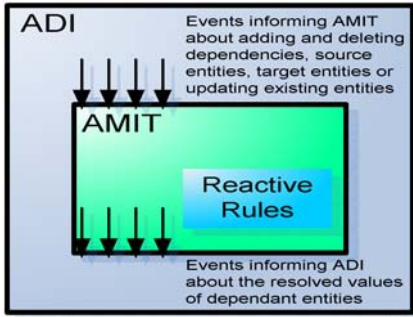 ADI
Events informing AMIT
about adding and deleting
dependencies, source
entities, target entities or
updating existing entities
AMIT
Reactive
Rules
Events informing ADI
about the resolved values
of dependant entities